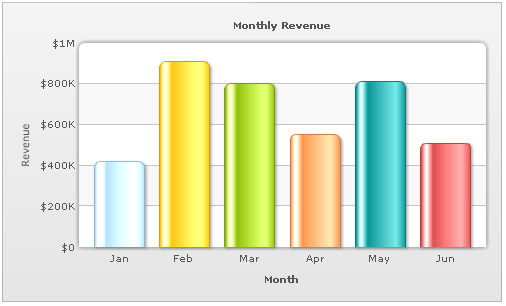 Monthly Revenue
$1M
$800K
$600K
$400K
$200K
$0
Revenue
Jan Feb Mar Apr May Jun
Month